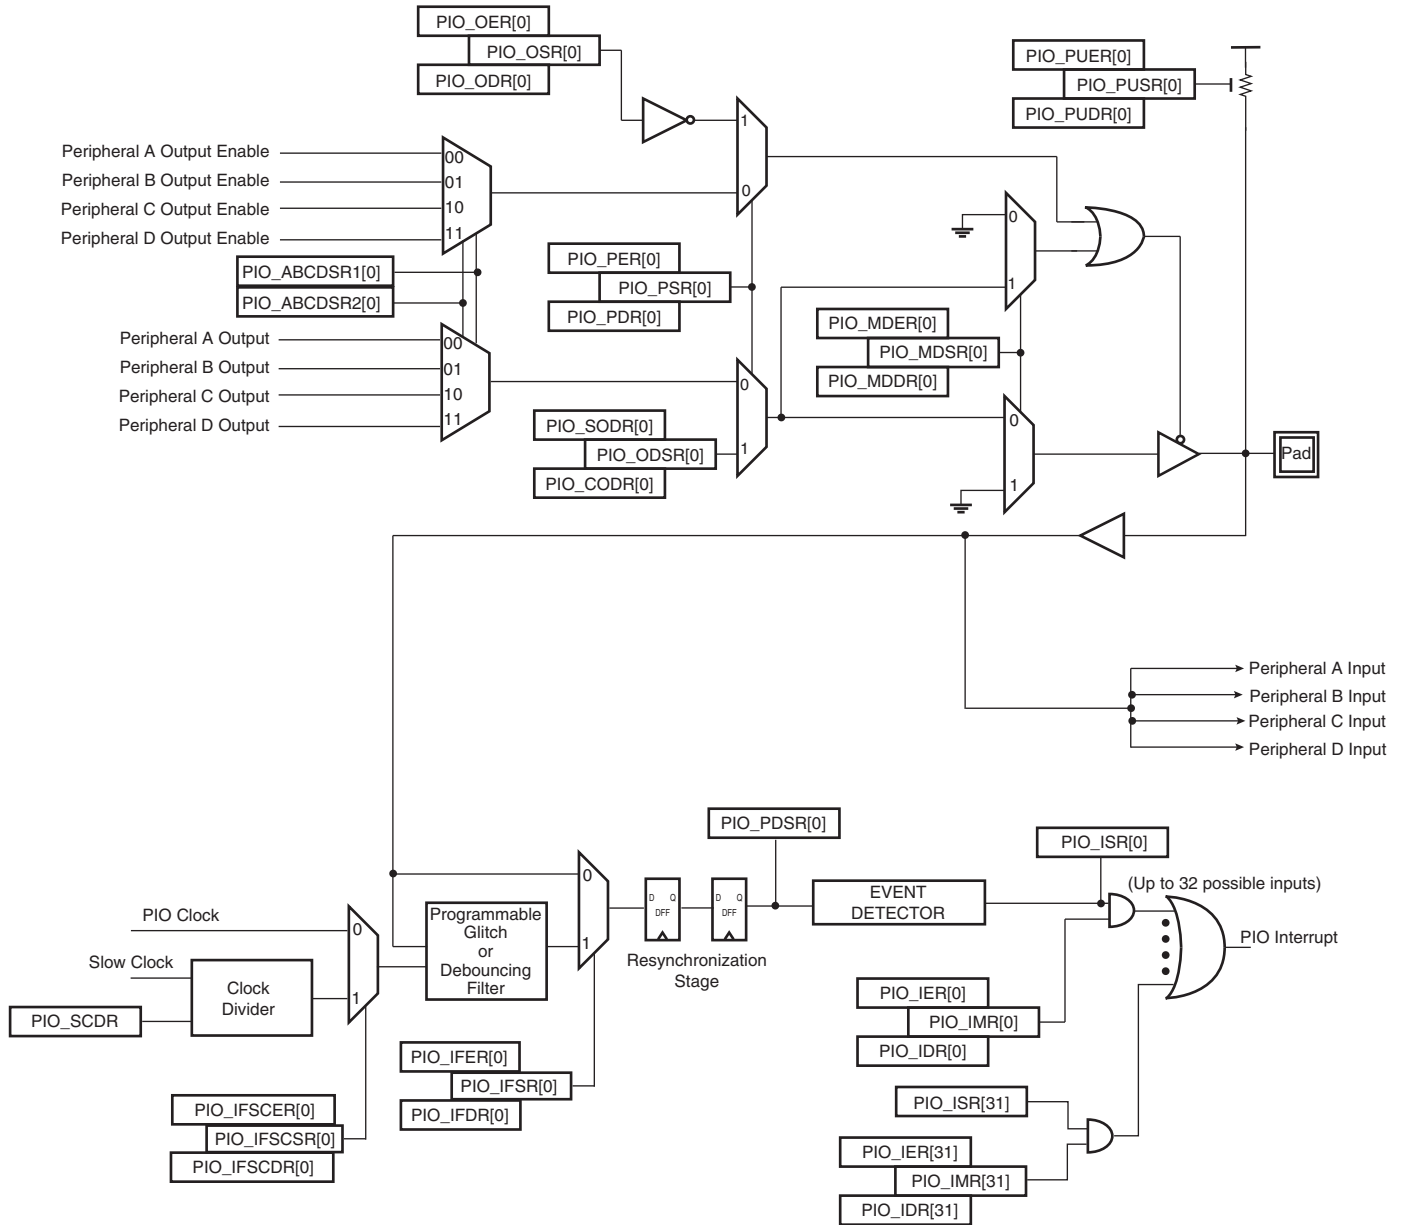 PIO_OER[0]
PIO_OSR[0]
PIO_ODR[0]
PIO_PUER[0]
PIO_PUSR[0]
PIO_PUDR[0]
1
0
Peripheral A Output Enable
Peripheral B Output Enable
Peripheral C Output Enable
Peripheral D Output Enable
00
01
10
11
PIO_ABCDSR1[0]
PIO_ABCDSR2[0]
PIO_PER[0]
PIO_PSR[0]
PIO_PDR[0]
0
1
PIO_MDER[0]
PIO_MDSR[0]
PIO_MDDR[0]
Peripheral A Output
Peripheral B Output
Peripheral C Output
Peripheral D Output
00
01
10
11
0
1
PIO_SODR[0]
PIO_ODSR[0]
PIO_CODR[0]
0
1
Pad
Peripheral A Input
Peripheral B Input
Peripheral C Input
Peripheral D Input
PIO_PDSR[0]
PIO_ISR[0]
(Up to 32 possible inputs)
EVENT
DETECTOR
PIO Interrupt
0
1
D Q
DFF
D Q
DFF
Resynchronization
Stage
Programmable
Glitch
or
Debouncing
Filter
PIO Clock
0
1
Slow Clock
Clock
Divider
PIO_SCDR
PIO_IER[0]
PIO_IMR[0]
PIO_IDR[0]
PIO_IFER[0]
PIO_IFSR[0]
PIO_IFDR[0]
PIO_IFSCER[0]
PIO_IFSCSR[0]
PIO_IFSCDR[0]
PIO_ISR[31]
PIO_IER[31]
PIO_IMR[31]
PIO_IDR[31]